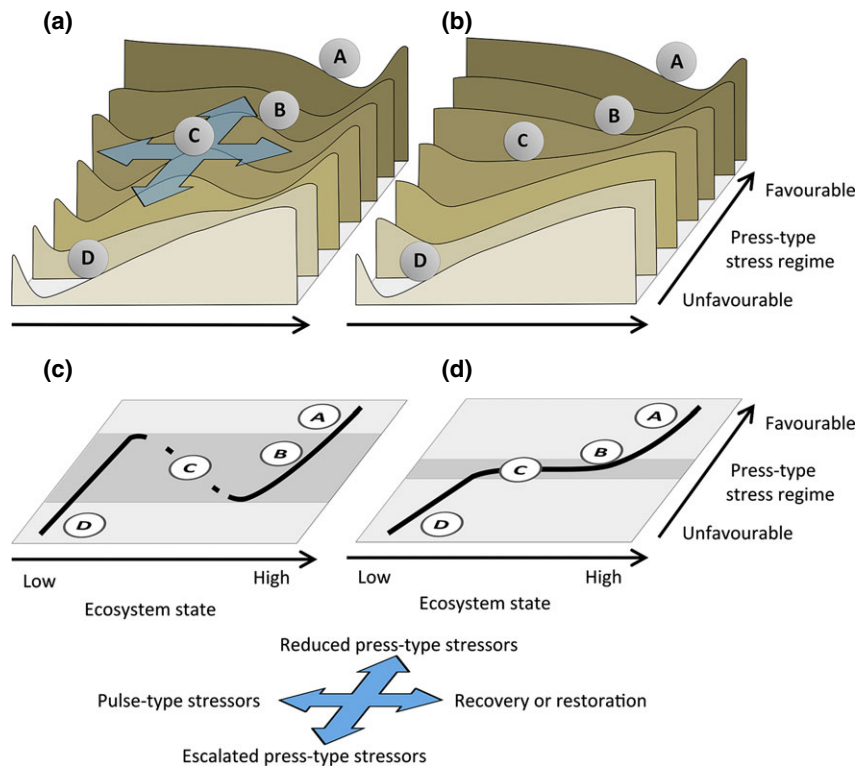 (a)
(b)
A
A
B
B
C
C
D
D
Favourable
Press-type
stress regime
Unfavourable
(c)
(d)
A
A
B
B
C
C
D
D
Favourable
Press-type
stress regime
Unfavourable
Low
High
Low
High
Ecosystem state
Ecosystem state
Reduced press-type stressors
Pulse-type stressors
Recovery or restoration
Escalated press-type stressors